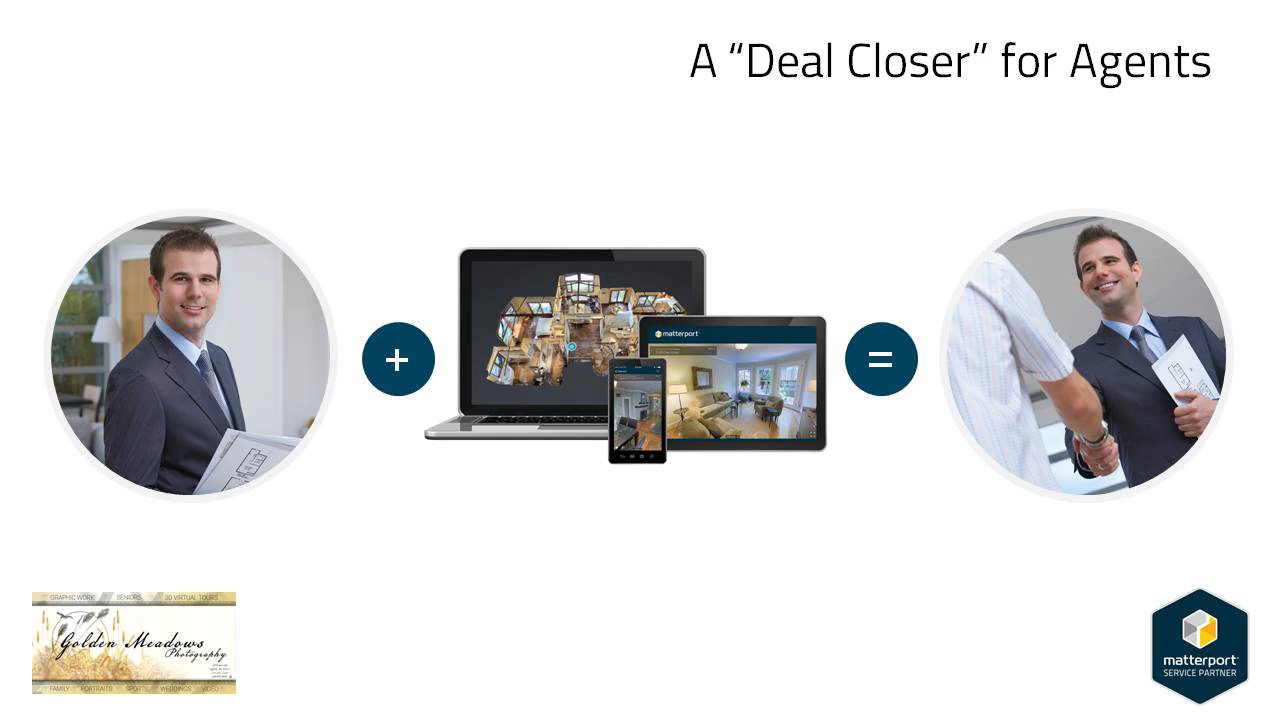 A “Deal Closer” for Agents
+
=
matterport
GRAPHIC WORK SENIORS 3D VIRTUAL TOURS
Golden Meadows
Photography
FAMILY PORTRAITS SPORTS WEDDINGS VIDEO
matterport
SERVICE PARTNER